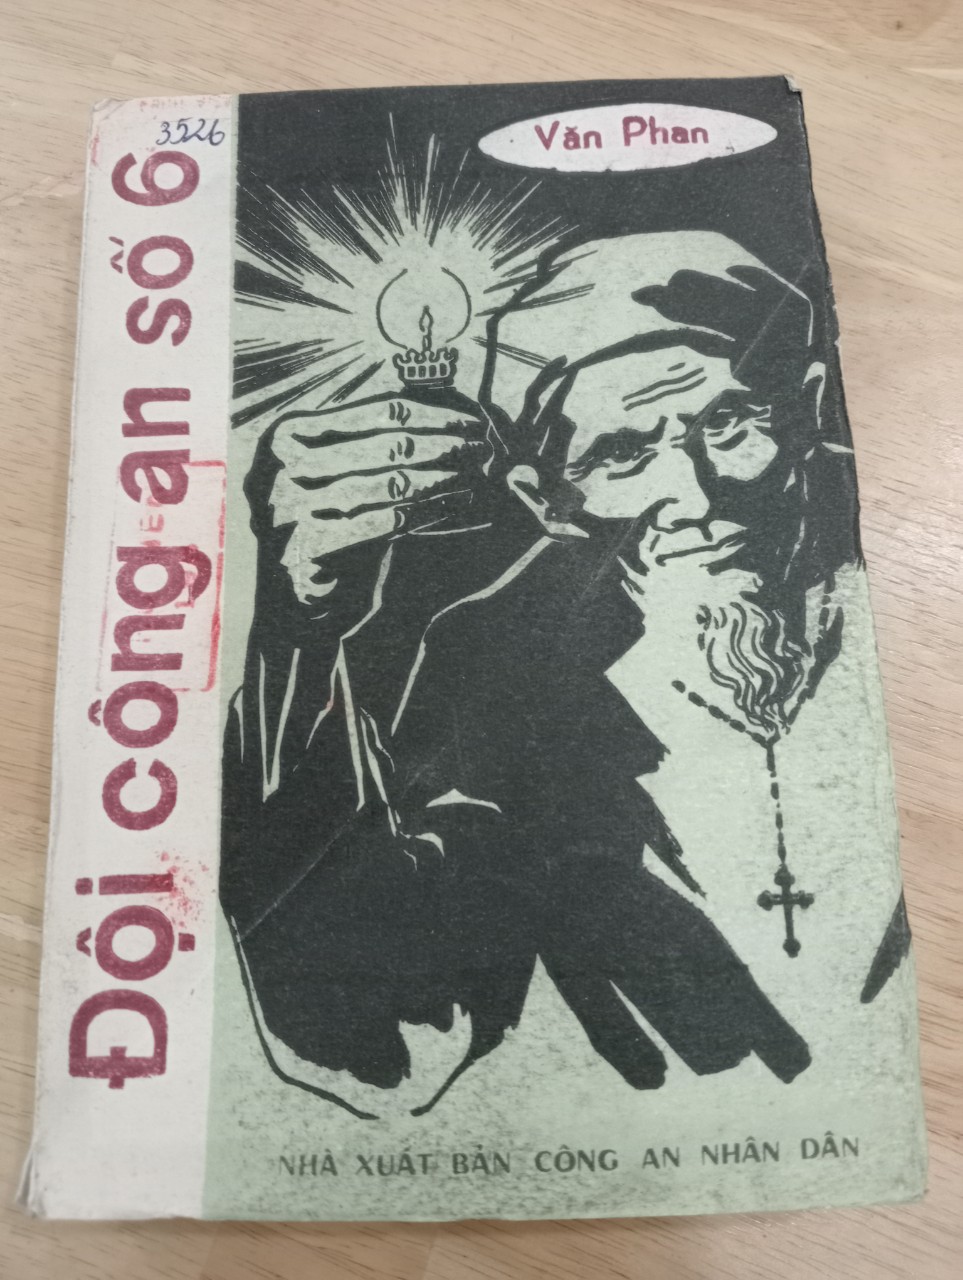 3526
Văn Phan
Đội công an số 6
NHÀ XUẤT BẢN CÔNG AN NHÂN DÂN